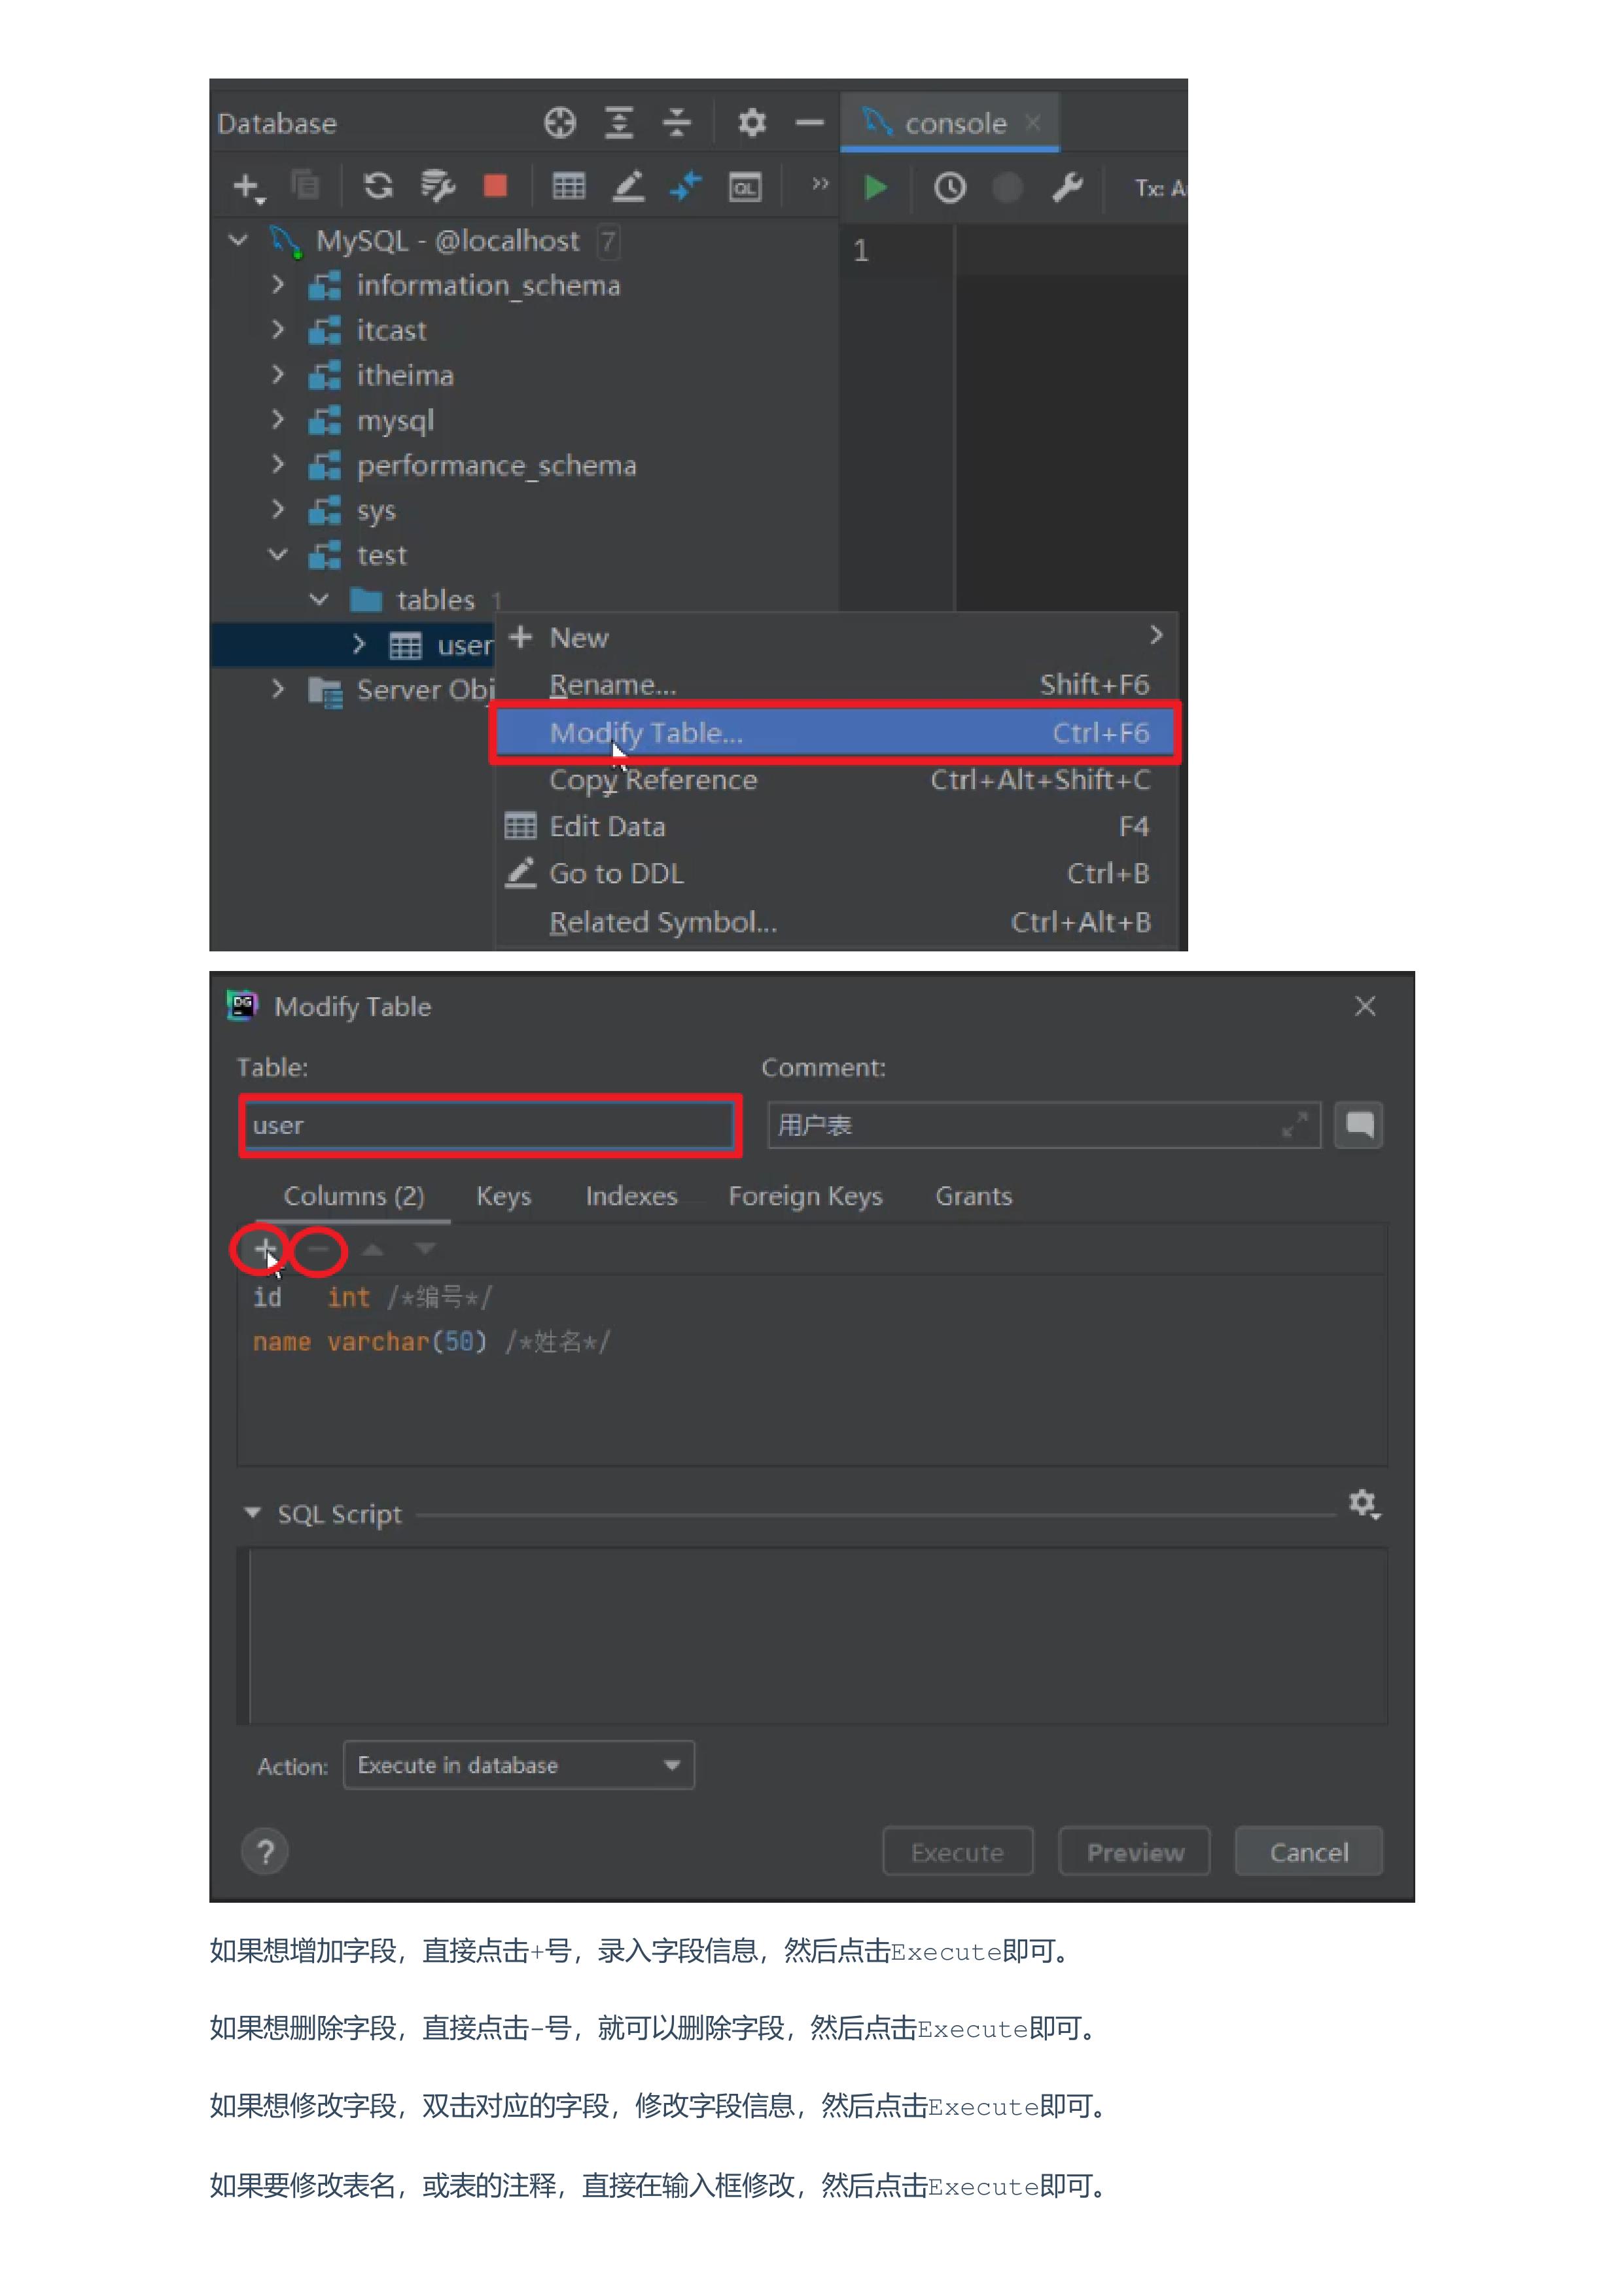 Database
console
Tx: A
MySQL - @localhost 7
1
information_schema
itcast
itheima
mysql
performance_schema
sys
test
tables 1
user
Server Obj
New
Rename... Shift+F6
Modify Table... Ctrl+F6
Copy Reference Ctrl+Alt+Shift+C
Edit Data F4
Go to DDL Ctrl+B
Related Symbol... Ctrl+Alt+B
DG Modify Table
Table: Comment:
user 用户表
Columns (2) Keys Indexes Foreign Keys Grants
id int /*编号*/
name varchar(50) /*姓名*/
SQL Script
Action: Execute in database
? Execute Preview Cancel
如果想增加字段，直接点击+号，录入字段信息，然后点击Execute即可。
如果想删除字段，直接点击-号，就可以删除字段，然后点击Execute即可。
如果想修改字段，双击对应的字段，修改字段信息，然后点击Execute即可。
如果要修改表名，或表的注释，直接在输入框修改，然后点击Execute即可。